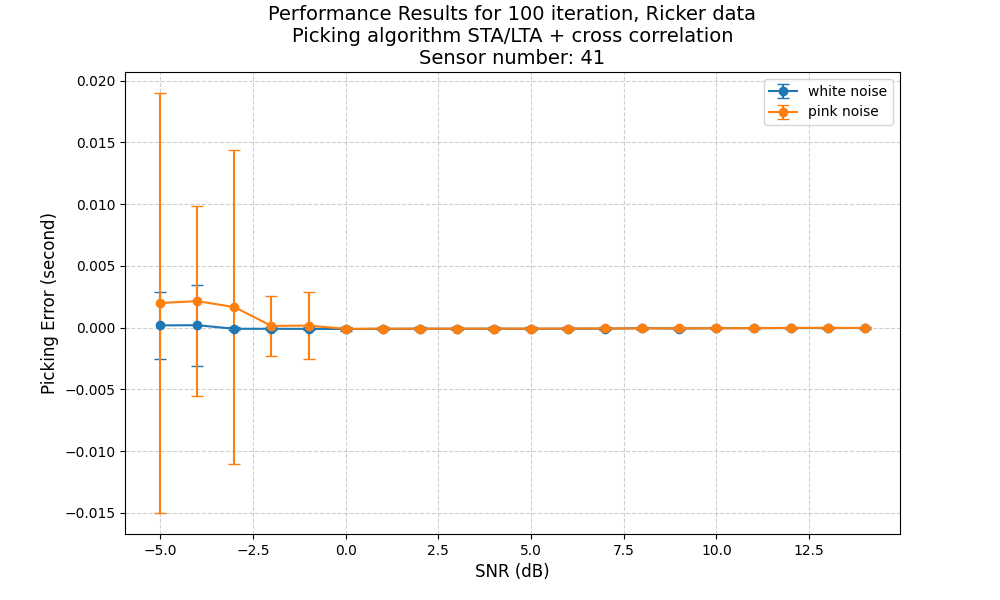 Performance Results for 100 iteration, Ricker data
Picking algorithm STA/LTA + cross correlation
Sensor number: 41
white noise
pink noise
0.020
0.015
0.010
0.005
0.000
−0.005
−0.010
−0.015
Picking Error (second)
−5.0
−2.5
0.0
2.5
5.0
7.5
10.0
12.5
SNR (dB)